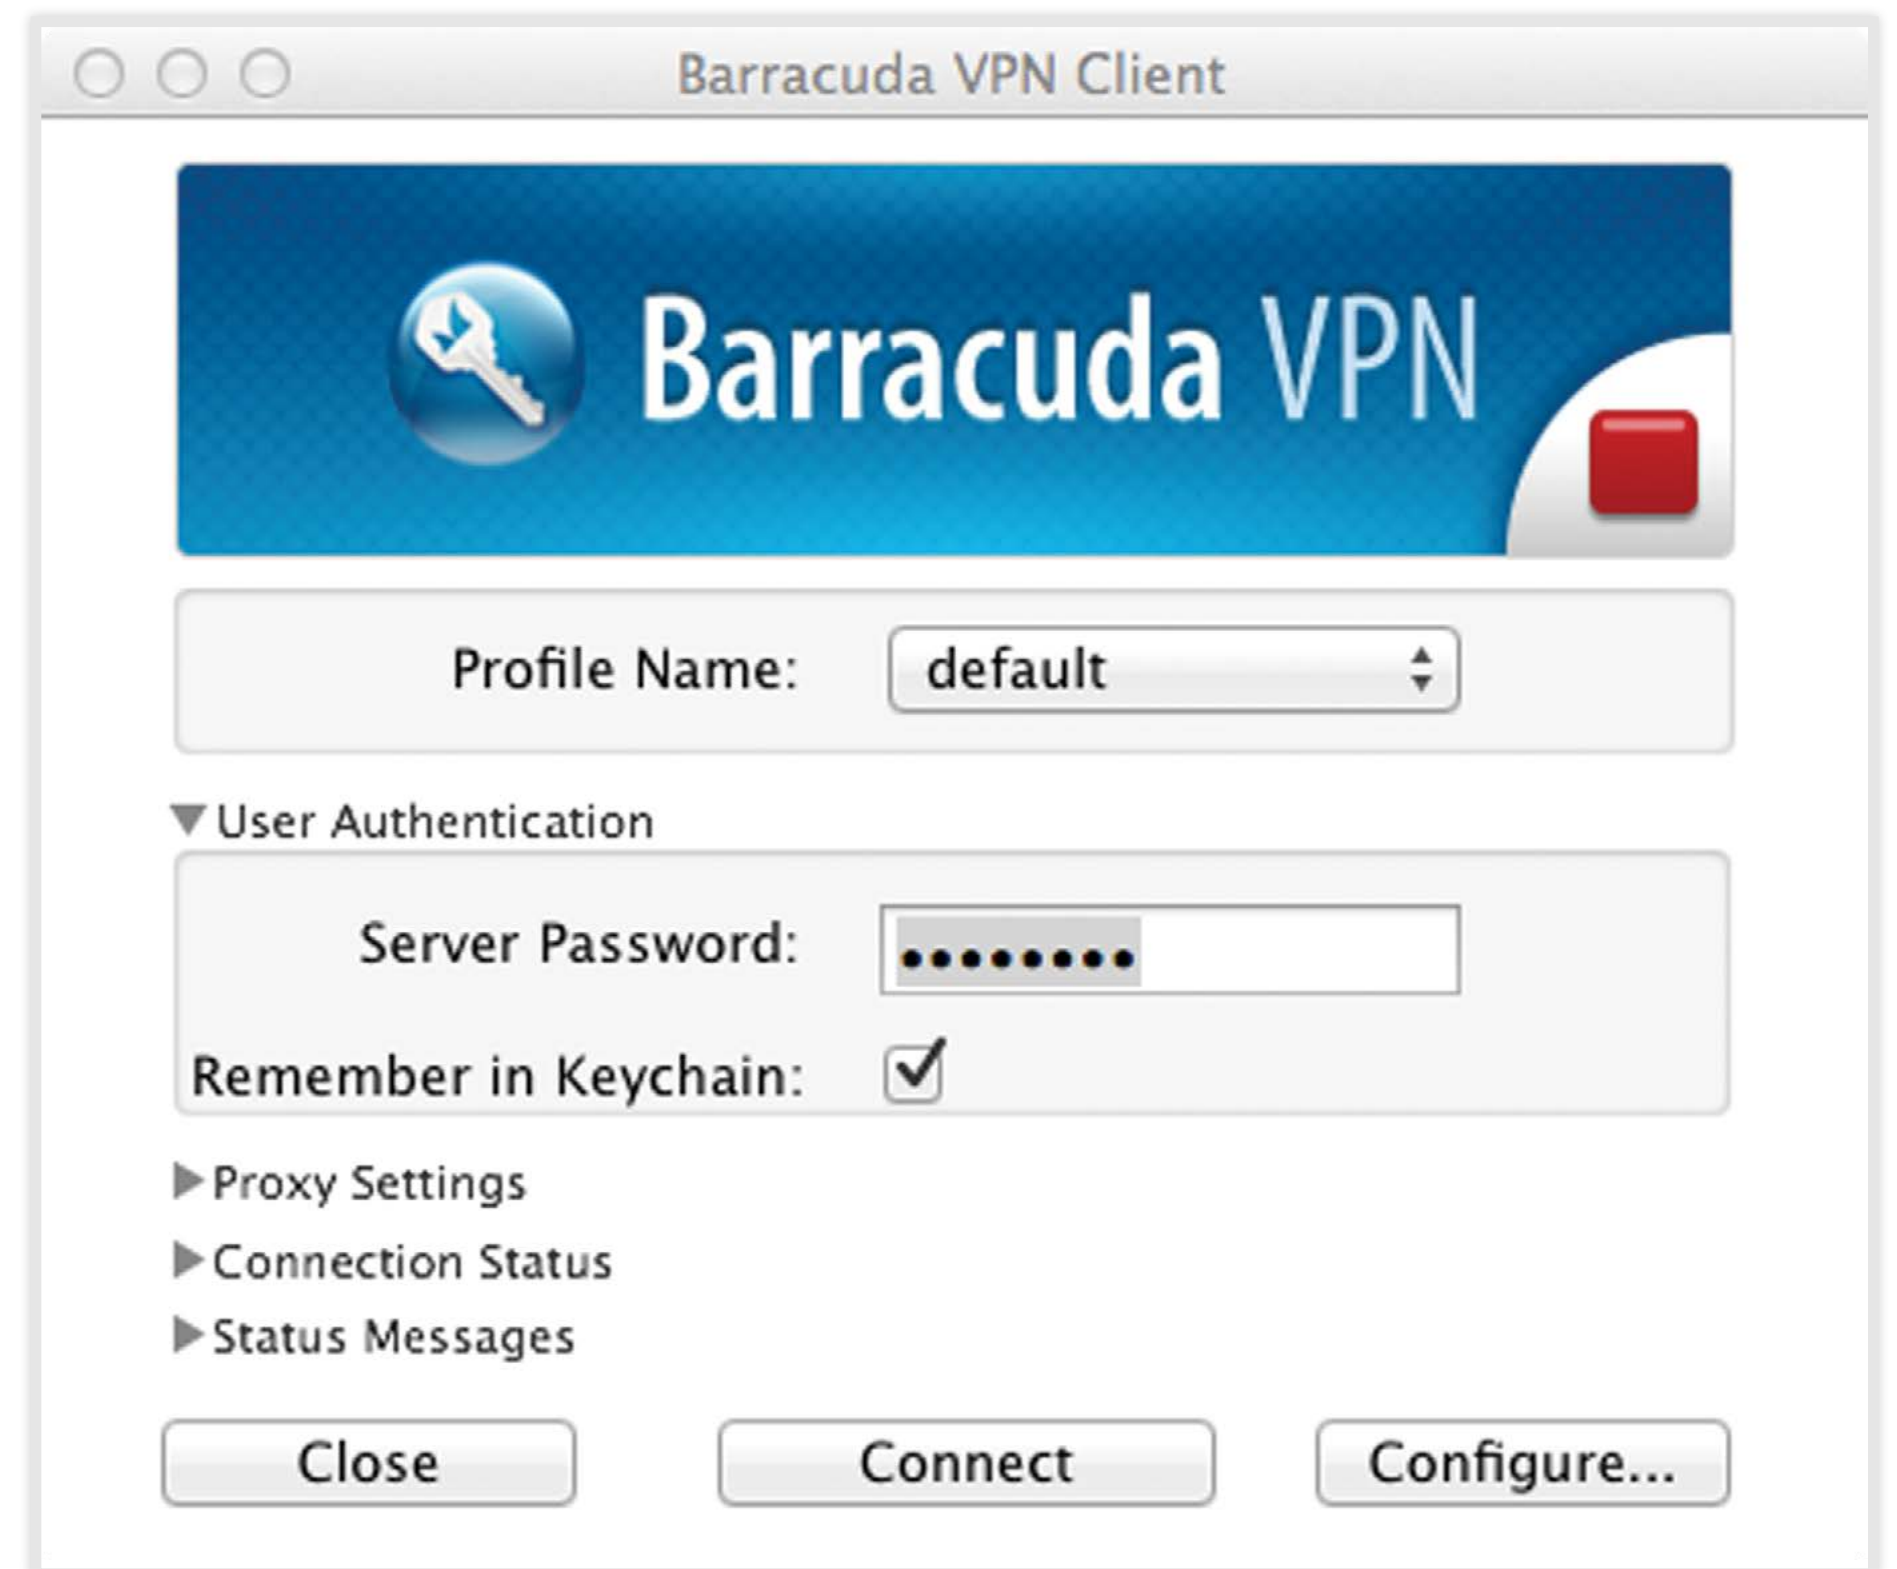 Barracuda VPN Client
Barracuda VPN
Profile Name: default
User Authentication
Server Password: ••••••••
Remember in Keychain:
Proxy Settings
Connection Status
Status Messages
Close Connect Configure...